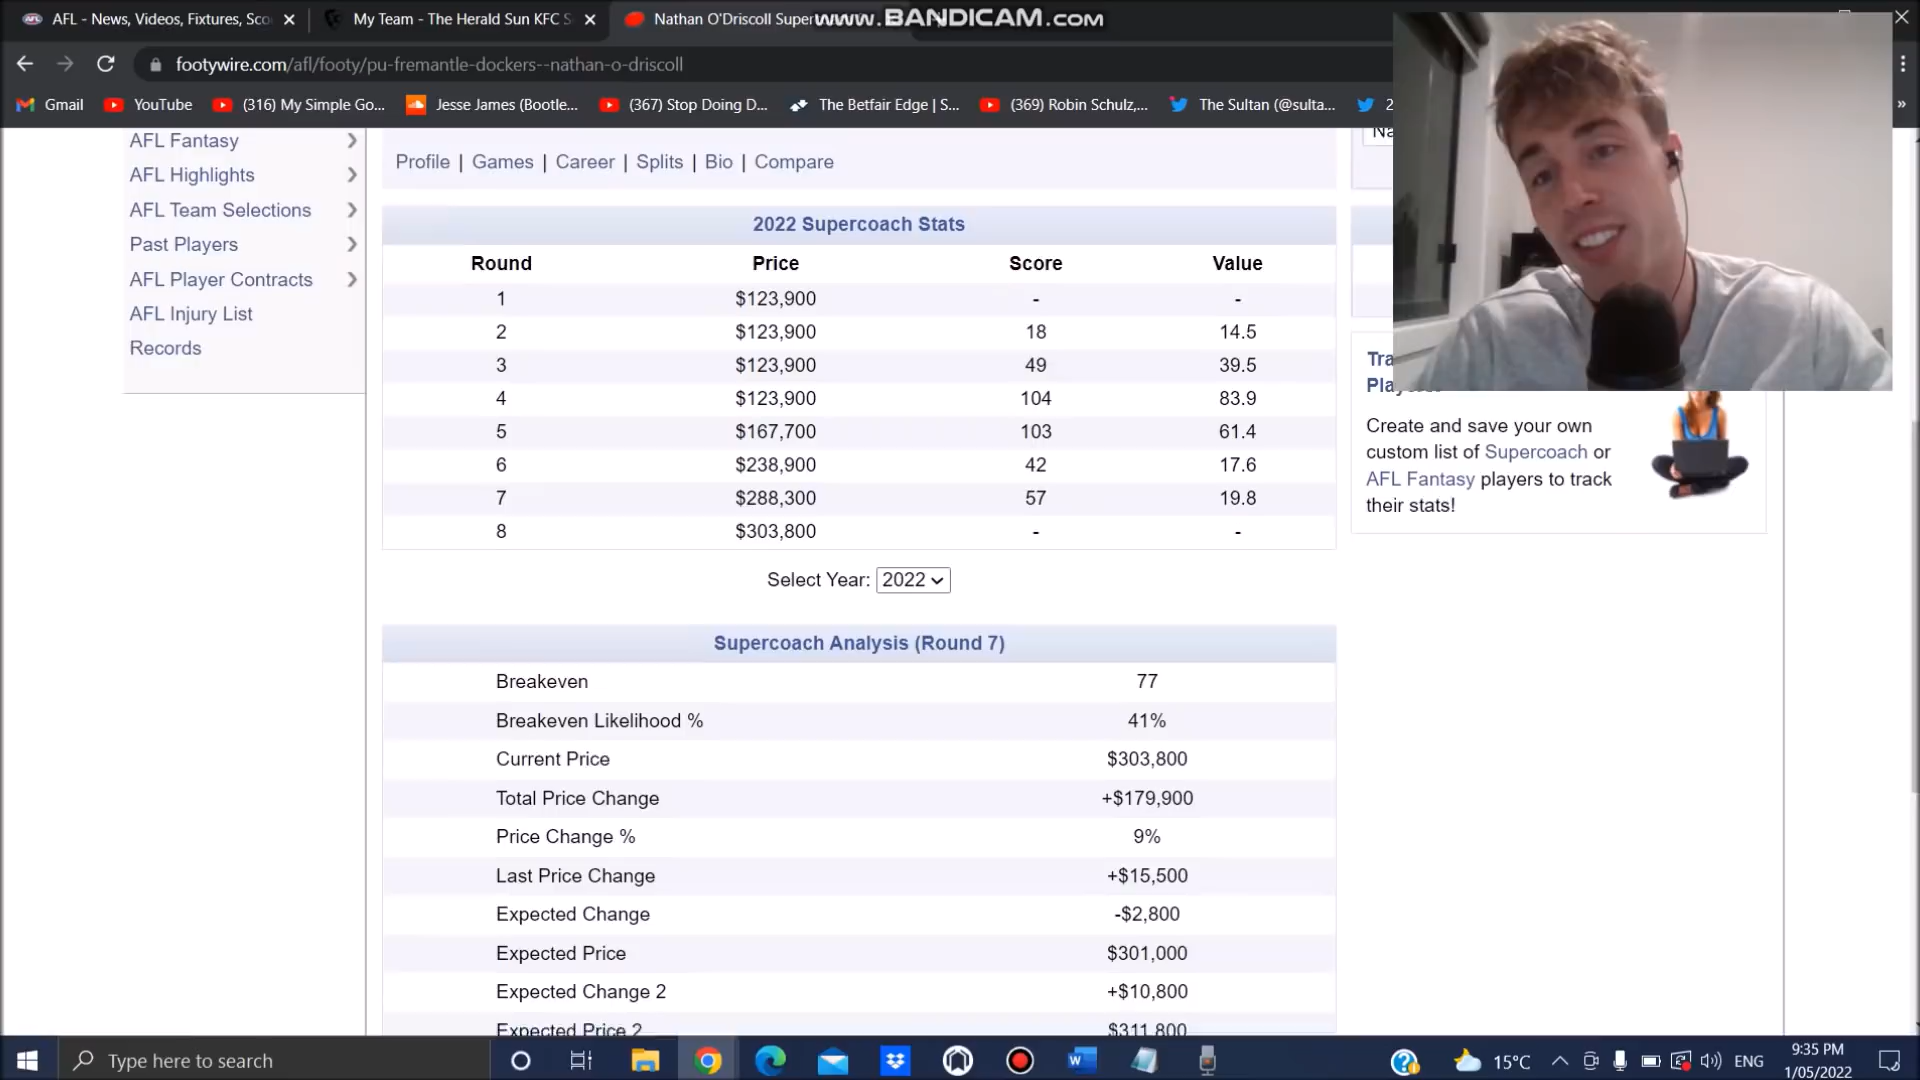 AFL - News, Videos, Fixtures, Sco
My Team - The Herald Sun KFC S
Nathan O'Driscoll Super
www.BANDICAM.com
footywire.com/afl/footy/pu-fremantle-dockers--nathan-o-driscoll
Gmail
YouTube
(316) My Simple Go...
Jesse James (Bootle...
(367) Stop Doing D...
The Betfair Edge | S...
(369) Robin Schulz,...
The Sultan (@sulta...
2
»
AFL Fantasy
AFL Highlights
AFL Team Selections
Past Players
AFL Player Contracts
AFL Injury List
Records
Profile | Games | Career | Splits | Bio | Compare
Na
2022 Supercoach Stats
Round Price Score Value
1 $123,900 - -
2 $123,900 18 14.5
3 $123,900 49 39.5
4 $123,900 104 83.9
5 $167,700 103 61.4
6 $238,900 42 17.6
7 $288,300 57 19.8
8 $303,800 - -
Select Year: 2022
Supercoach Analysis (Round 7)
Breakeven 77
Breakeven Likelihood % 41%
Current Price $303,800
Total Price Change +$179,900
Price Change % 9%
Last Price Change +$15,500
Expected Change -$2,800
Expected Price $301,000
Expected Change 2 +$10,800
Expected Price 2 $311,800
Tra
Create and save your own
custom list of Supercoach or
AFL Fantasy players to track
their stats!
Type here to search
15°C
ENG
9:35 PM
1/05/2022